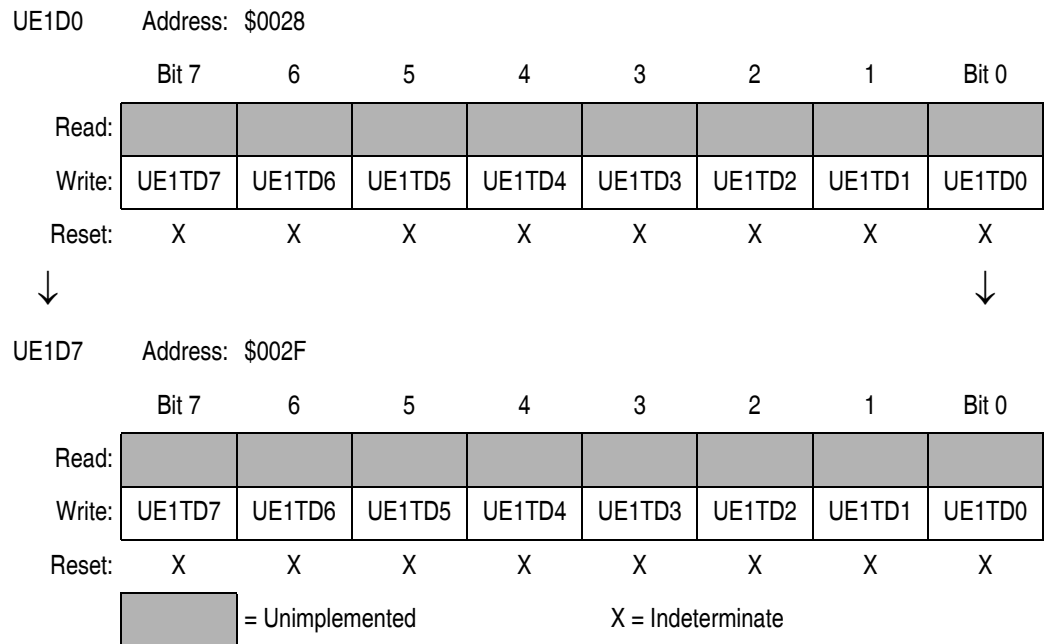 UE1D0 Address: $0028
Bit 7 6 5 4 3 2 1 Bit 0
Read:
Write: UE1TD7 UE1TD6 UE1TD5 UE1TD4 UE1TD3 UE1TD2 UE1TD1 UE1TD0
Reset: X X X X X X X X
↓ ↓
UE1D7 Address: $002F
Bit 7 6 5 4 3 2 1 Bit 0
Read:
Write: UE1TD7 UE1TD6 UE1TD5 UE1TD4 UE1TD3 UE1TD2 UE1TD1 UE1TD0
Reset: X X X X X X X X
= Unimplemented X = Indeterminate